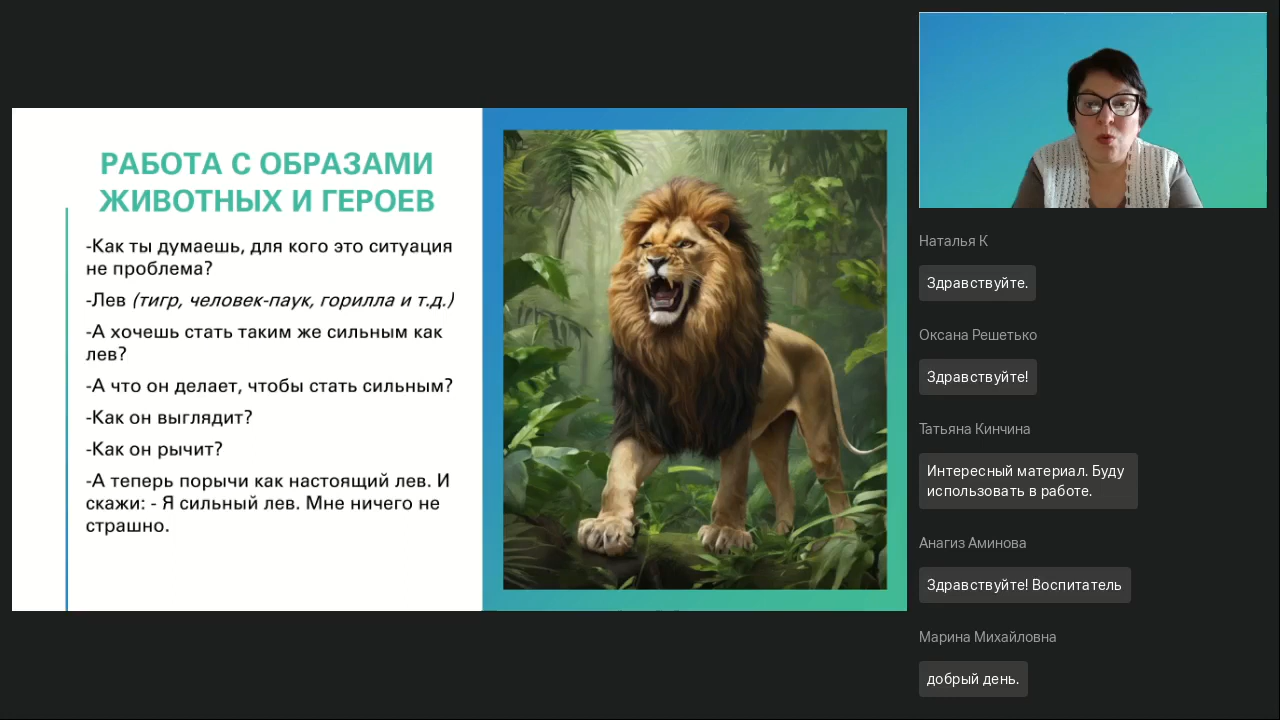 РАБОТА С ОБРАЗАМИ
ЖИВОТНЫХ И ГЕРОЕВ
-Как ты думаешь, для кого это ситуация
не проблема?
-Лев (тигр, человек-паук, горилла и т.д.)
-А хочешь стать таким же сильным как
лев?
-А что он делает, чтобы стать сильным?
-Как он выглядит?
-Как он рычит?
-А теперь порычи как настоящий лев. И
скажи: - Я сильный лев. Мне ничего не
страшно.
Наталья К
Здравствуйте.
Оксана Решетько
Здравствуйте!
Татьяна Кинчина
Интересный материал. Буду
использовать в работе.
Анагиз Аминова
Здравствуйте! Воспитатель
Марина Михайловна
добрый день.